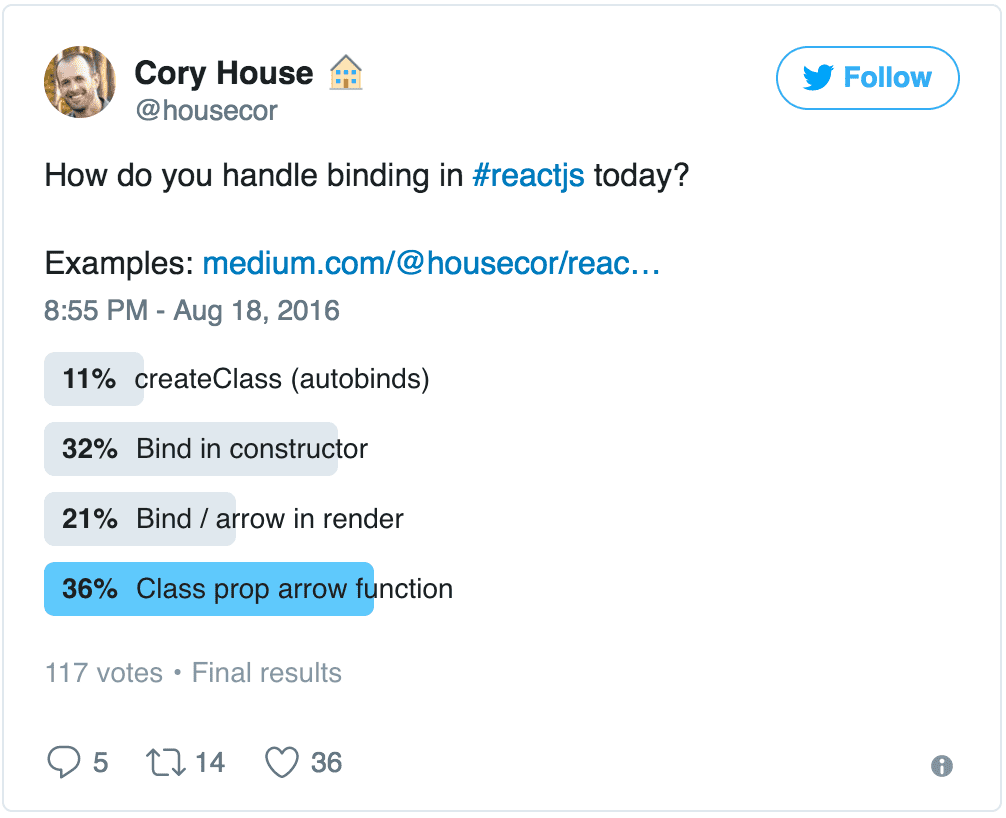 Cory House
@housecor
Follow
How do you handle binding in #reactjs today?
Examples: medium.com/@housecor/reac…
8:55 PM - Aug 18, 2016
11% createClass (autobinds)
32% Bind in constructor
21% Bind / arrow in render
36% Class prop arrow function
117 votes • Final results
5 14 36